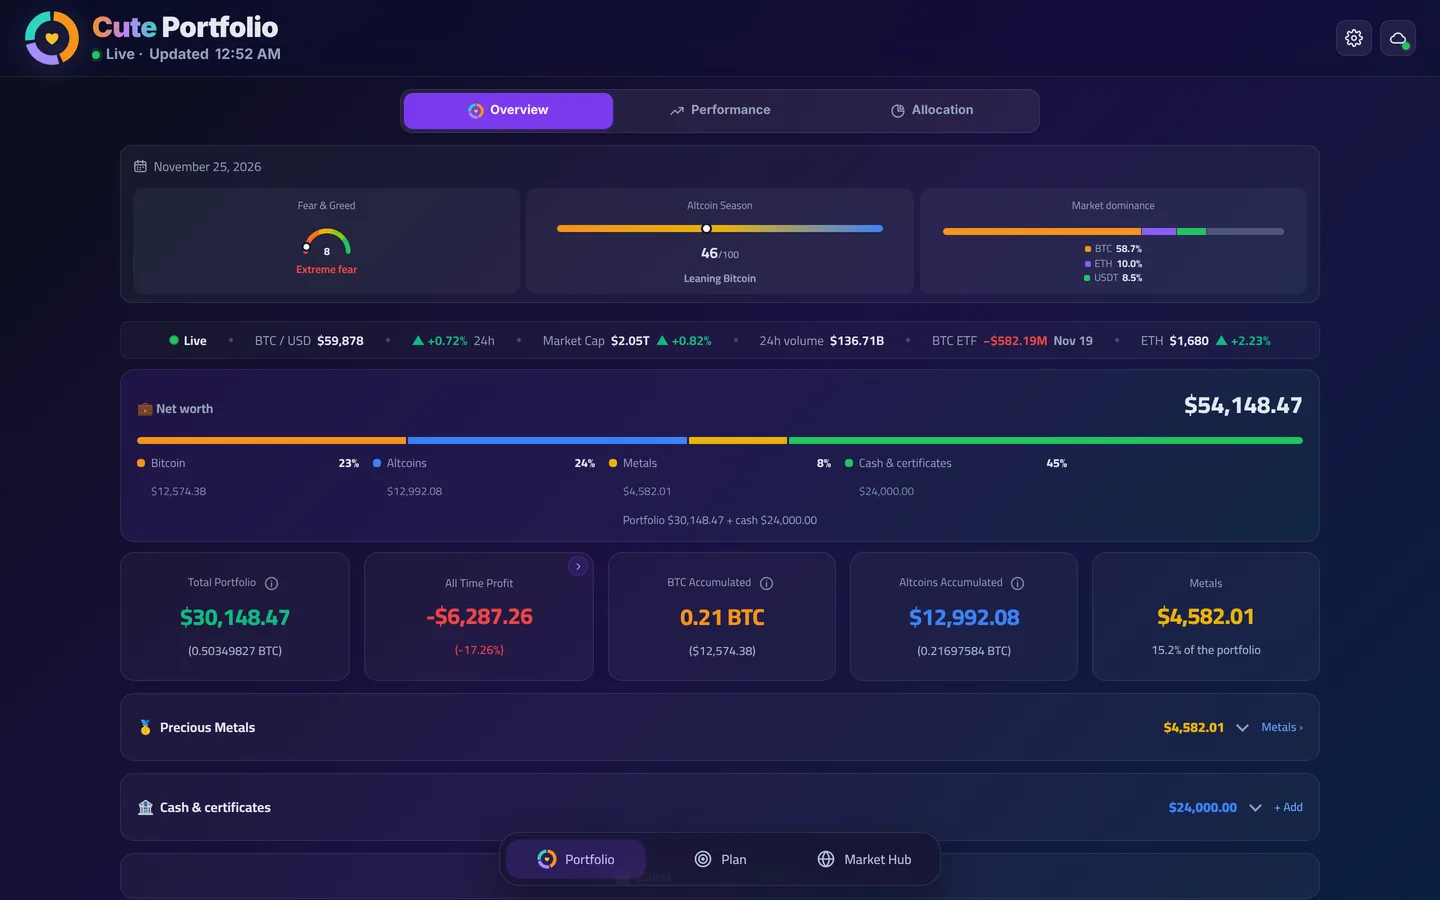 Cute Portfolio
Live · Updated 12:52 AM
Overview
Performance
Allocation
November 25, 2026
Fear & Greed
8
Extreme fear
Altcoin Season
46/100
Leaning Bitcoin
Market dominance
BTC 58.7%
ETH 10.0%
USDT 8.5%
Live • BTC / USD $59,878 • ▲ +0.72% 24h • Market Cap $2.05T ▲ +0.82% • 24h volume $136.71B • BTC ETF −$582.19M Nov 19 • ETH $1,680 ▲ +2.23%
Net worth
$54,148.47
Bitcoin 23%
$12,574.38
Altcoins 24%
$12,992.08
Metals 8%
$4,582.01
Cash & certificates 45%
$24,000.00
Portfolio $30,148.47 + cash $24,000.00
Total Portfolio
$30,148.47
(0.50349827 BTC)
All Time Profit
-$6,287.26
(-17.26%)
BTC Accumulated
0.21 BTC
($12,574.38)
Altcoins Accumulated
$12,992.08
(0.21697584 BTC)
Metals
$4,582.01
15.2% of the portfolio
Precious Metals
$4,582.01
Metals ›
Cash & certificates
$24,000.00
+ Add
Portfolio
Plan
Market Hub